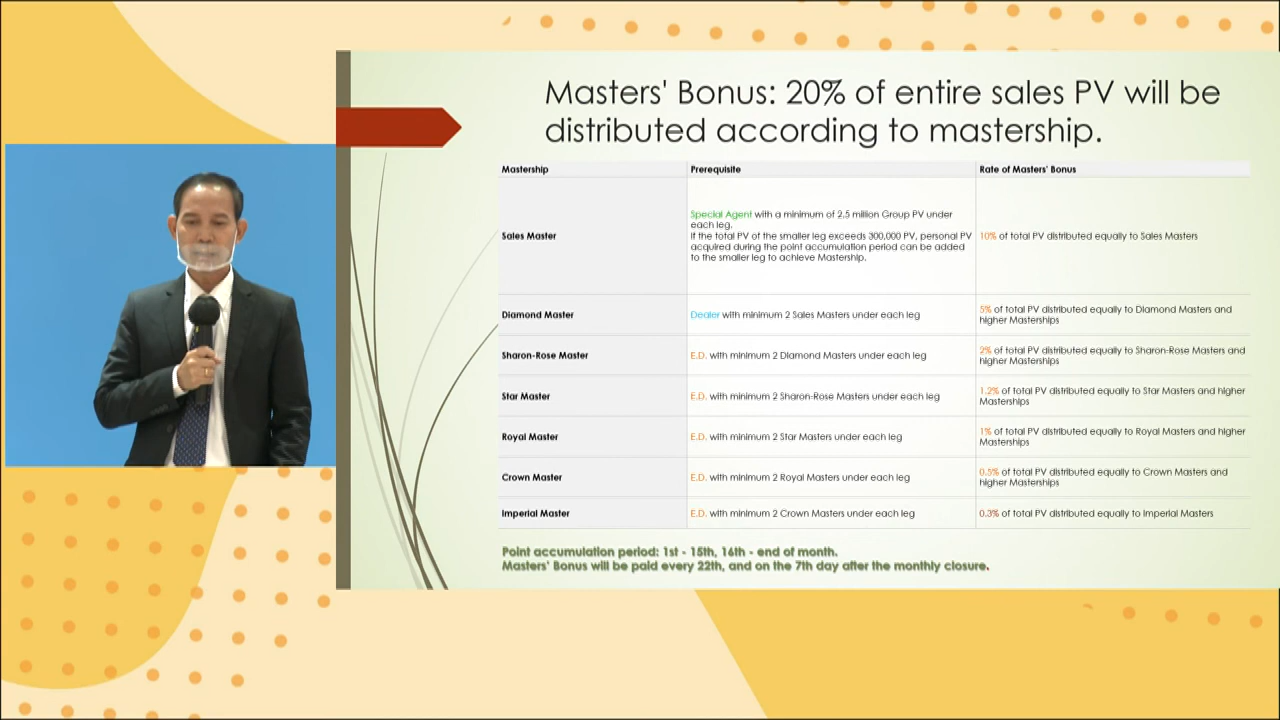 Masters' Bonus: 20% of entire sales PV will be
distributed according to mastership.
Mastership
Prerequisite
Rate of Masters' Bonus
Sales Master
Special Agent with a minimum of 2.5 million Group PV under
each leg.
If the total PV of the smaller leg exceeds 300,000 PV, personal PV
acquired during the point accumulation period can be added
to the smaller leg to achieve Mastership.
10% of total PV distributed equally to Sales Masters
Diamond Master
Dealer with minimum 2 Sales Masters under each leg
5% of total PV distributed equally to Diamond Masters and
higher Masterships
Sharon-Rose Master
E.D. with minimum 2 Diamond Masters under each leg
2% of total PV distributed equally to Sharon-Rose Masters and
higher Masterships
Star Master
E.D. with minimum 2 Sharon-Rose Masters under each leg
1.2% of total PV distributed equally to Star Masters and higher
Masterships
Royal Master
E.D. with minimum 2 Star Masters under each leg
1% of total PV distributed equally to Royal Masters and higher
Masterships
Crown Master
E.D. with minimum 2 Royal Masters under each leg
0.5% of total PV distributed equally to Crown Masters and
higher Masterships
Imperial Master
E.D. with minimum 2 Crown Masters under each leg
0.3% of total PV distributed equally to Imperial Masters
Point accumulation period: 1st - 15th, 16th - end of month.
Masters' Bonus will be paid every 22th, and on the 7th day after the monthly closure.